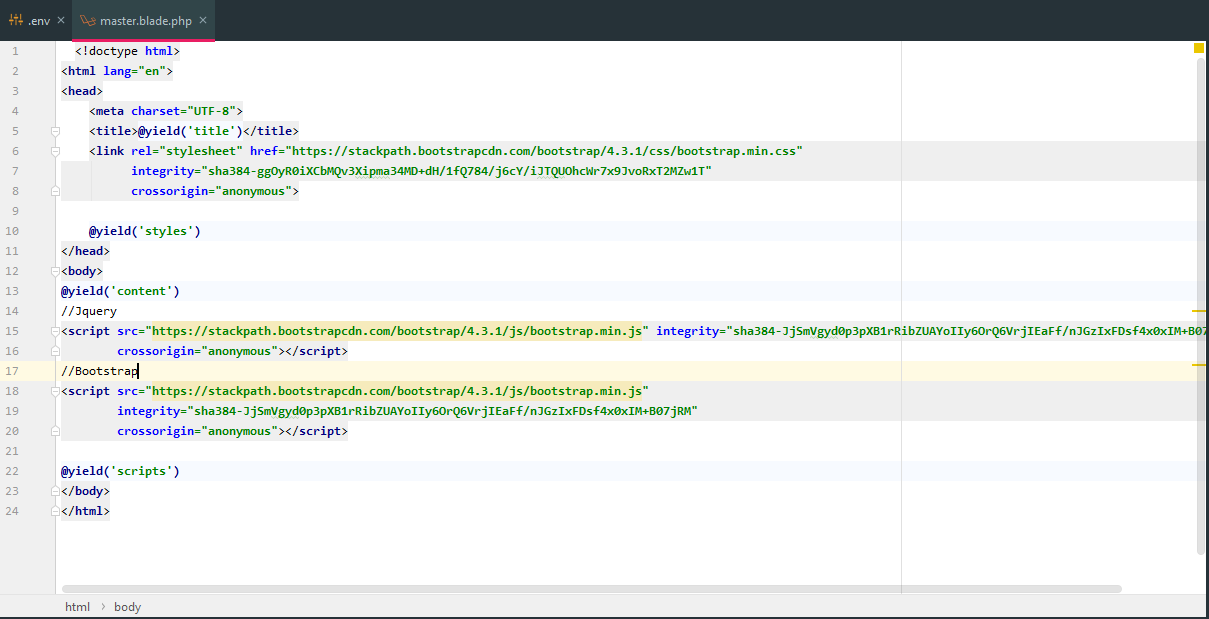 .env
master.blade.php
1 <!doctype html>
2 <html lang="en">
3 <head>
4 <meta charset="UTF-8">
5 <title>@yield('title')</title>
6 <link rel="stylesheet" href="https://stackpath.bootstrapcdn.com/bootstrap/4.3.1/css/bootstrap.min.css"
7 integrity="sha384-ggOyR0iXCbMQv3Xipma34MD+dH/1fQ784/j6cY/iJTQUOhcWr7x9JvoRxT2MZw1T"
8 crossorigin="anonymous">
9
10 @yield('styles')
11 </head>
12 <body>
13 @yield('content')
14 //Jquery
15 <script src="https://stackpath.bootstrapcdn.com/bootstrap/4.3.1/js/bootstrap.min.js" integrity="sha384-JjSmVgyd0p3pXB1rRibZUAYoIIy6OrQ6VrjIEaFf/nJGzIxFDsf4x0xIM+B07
16 crossorigin="anonymous"></script>
17 //Bootstrap
18 <script src="https://stackpath.bootstrapcdn.com/bootstrap/4.3.1/js/bootstrap.min.js"
19 integrity="sha384-JjSmVgyd0p3pXB1rRibZUAYoIIy6OrQ6VrjIEaFf/nJGzIxFDsf4x0xIM+B07jRM"
20 crossorigin="anonymous"></script>
21
22 @yield('scripts')
23 </body>
24 </html>
html › body